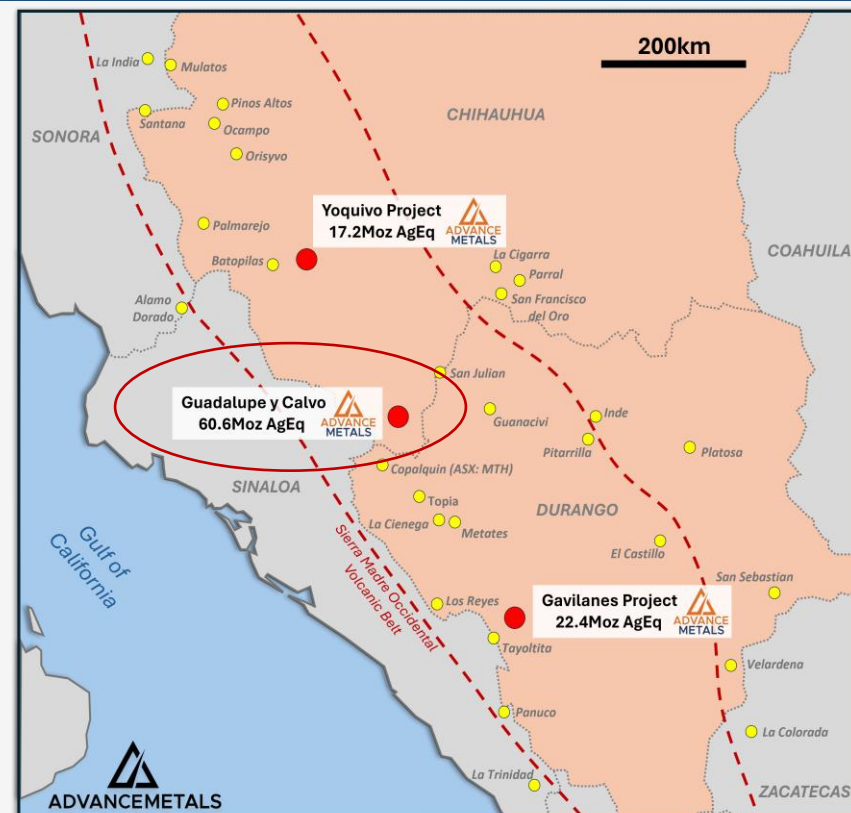 200km
La India
Mulatos
Pinos Altos
Santana
Ocampo
Orisyvo
SONORA
CHIHUAHUA
COAHUILA
Palmarejo
Yoquivo Project
17.2Moz AgEq
ADVANCE
METALS
Batopilas
La Cigarra
Parral
San Francisco
del Oro
Alamo
Dorado
San Julian
Guadalupe y Calvo
60.6Moz AgEq
ADVANCE
METALS
Guanacivi
Inde
Pitarrilla
Platosa
Copalquin (ASX: MTH)
SINALOA
Topia
La Cienega
Metates
DURANGO
El Castillo
Gulf of
California
Sierra Madre Occidental
Volcanic Belt
San Sebastian
Los Reyes
Gavilanes Project
22.4Moz AgEq
ADVANCE
METALS
Tayoltita
Velardena
Panuco
La Colorada
La Trinidad
ZACATECAS
ADVANCEMETALS